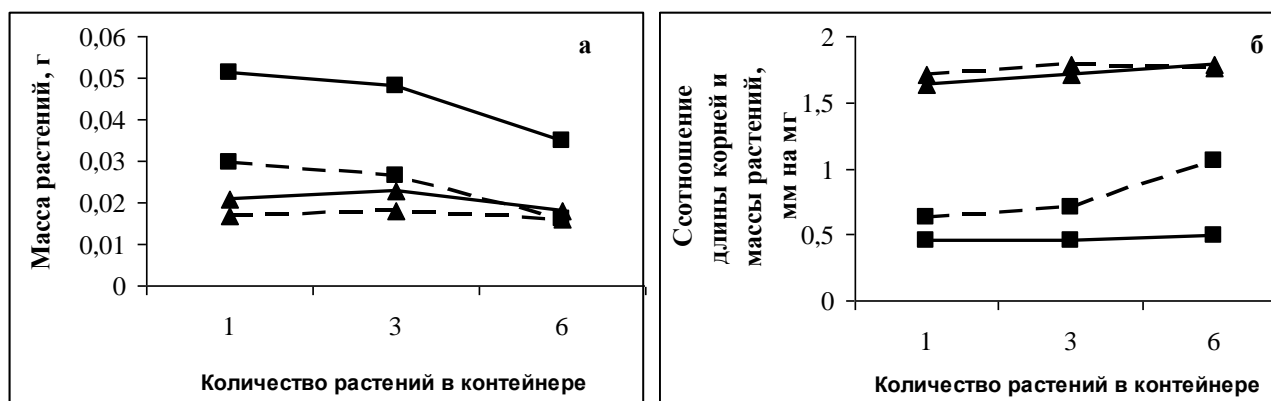 а
Масса растений, г
0,06
0,05
0,04
0,03
0,02
0,01
0
1 3 6
Количество растений в контейнере
б
Ссотношение
длины корней и
массы растений,
мм на мг
2
1,5
1
0,5
0
1 3 6
Количество растений в контейнере